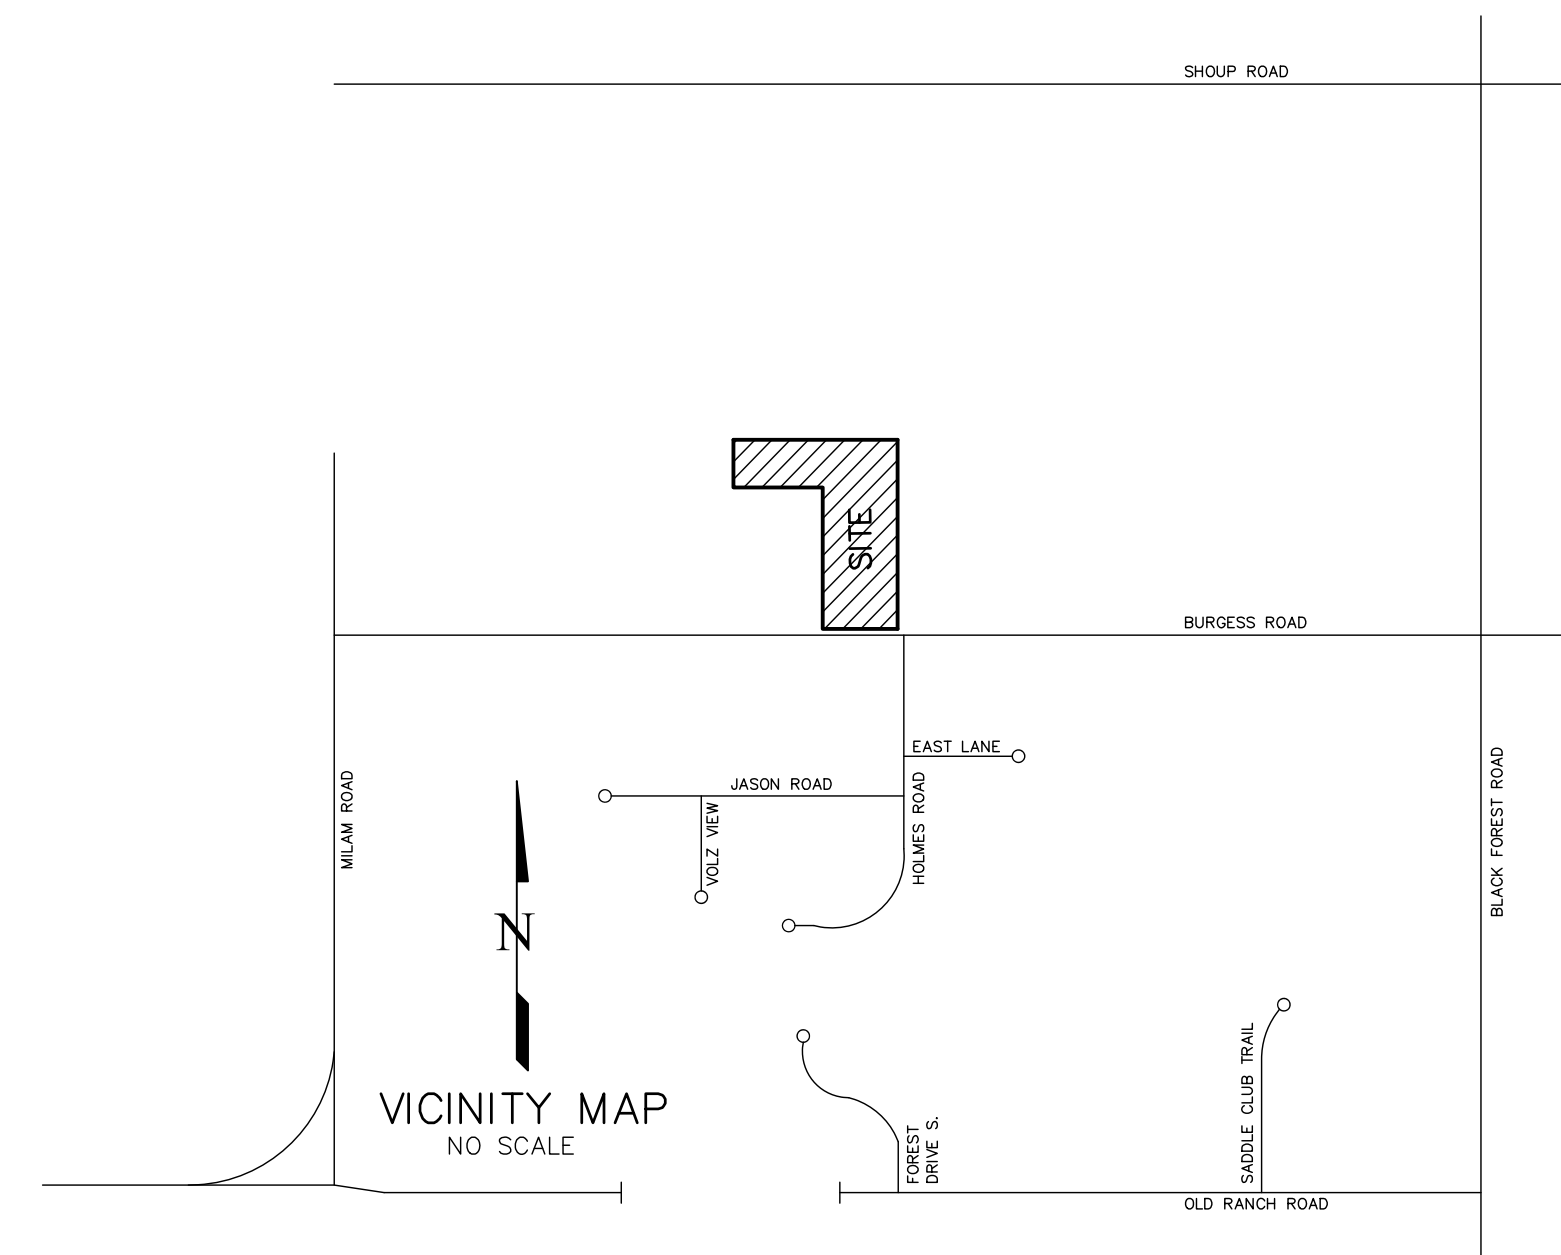 SHOUP ROAD
SITE
BURGESS ROAD
EAST LANE
JASON ROAD
MILAM ROAD
VOLZ VIEW
HOLMES ROAD
BLACK FOREST ROAD
N
VICINITY MAP
NO SCALE
FOREST
DRIVE S.
SADDLE CLUB TRAIL
OLD RANCH ROAD